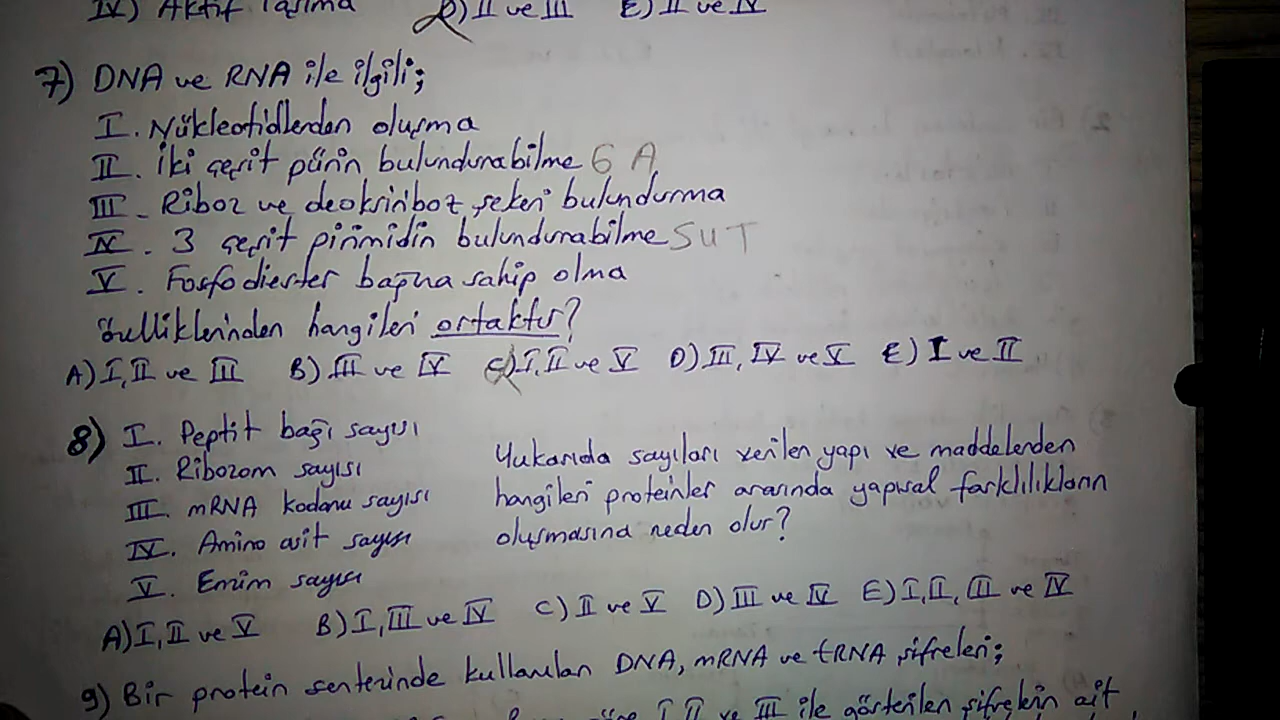 IV) Aktif Taşıma D) II ve III E) II ve IV
7) DNA ve RNA ile ilgili;
I. Nükleotidlerden oluşma
II. İki çeşit pürin bulundurabilme G A
III. Riboz ve deoksiriboz şekeri bulundurma
IV. 3 çeşit pirimidin bulundurabilme SUT
V. Fosfodiester bağına sahip olma
özelliklerinden hangileri ortaktır?
A) I, II ve III B) III ve IV C) I, II ve V D) III, IV ve V E) I ve II
8) I. Peptit bağı sayısı
II. Ribozom sayısı
III. mRNA kodonu sayısı
IV. Amino asit sayısı
V. Enzim sayısı
Yukarıda sayıları verilen yapı ve maddelerden
hangileri proteinler arasında yapısal farklılıkların
oluşmasına neden olur?
A) I, II ve V B) I, III ve IV C) II ve V D) III ve IV E) I, II, III ve IV
9) Bir protein sentezinde kullanılan DNA, mRNA ve tRNA şifreleri;
I II ve III ile gösterilen şifrelerin ait